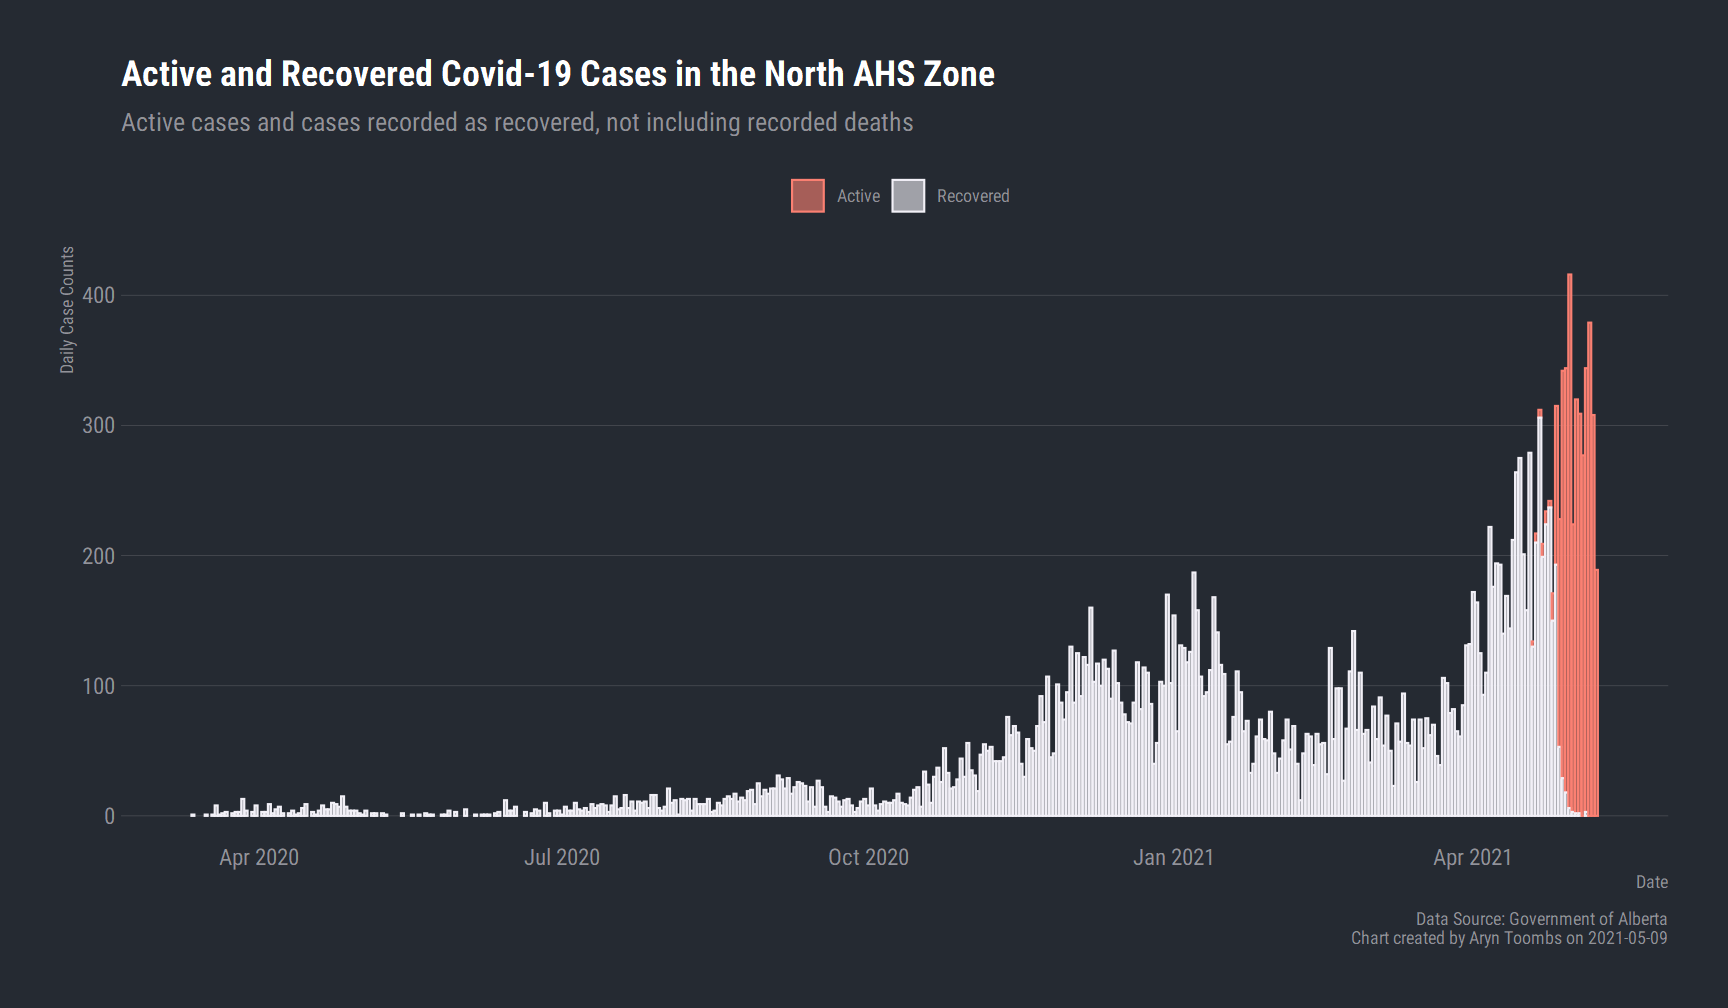 Active and Recovered Covid-19 Cases in the North AHS Zone
Active cases and cases recorded as recovered, not including recorded deaths
Active
Recovered
Daily Case Counts
400
300
200
100
0
Apr 2020
Jul 2020
Oct 2020
Jan 2021
Apr 2021
Date
Data Source: Government of Alberta
Chart created by Aryn Toombs on 2021-05-09